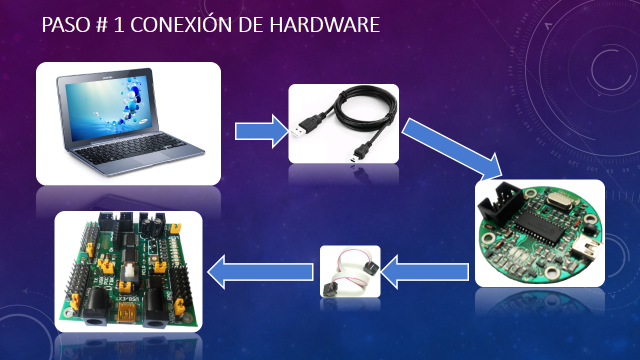 PASO # 1 CONEXIÓN DE HARDWARE